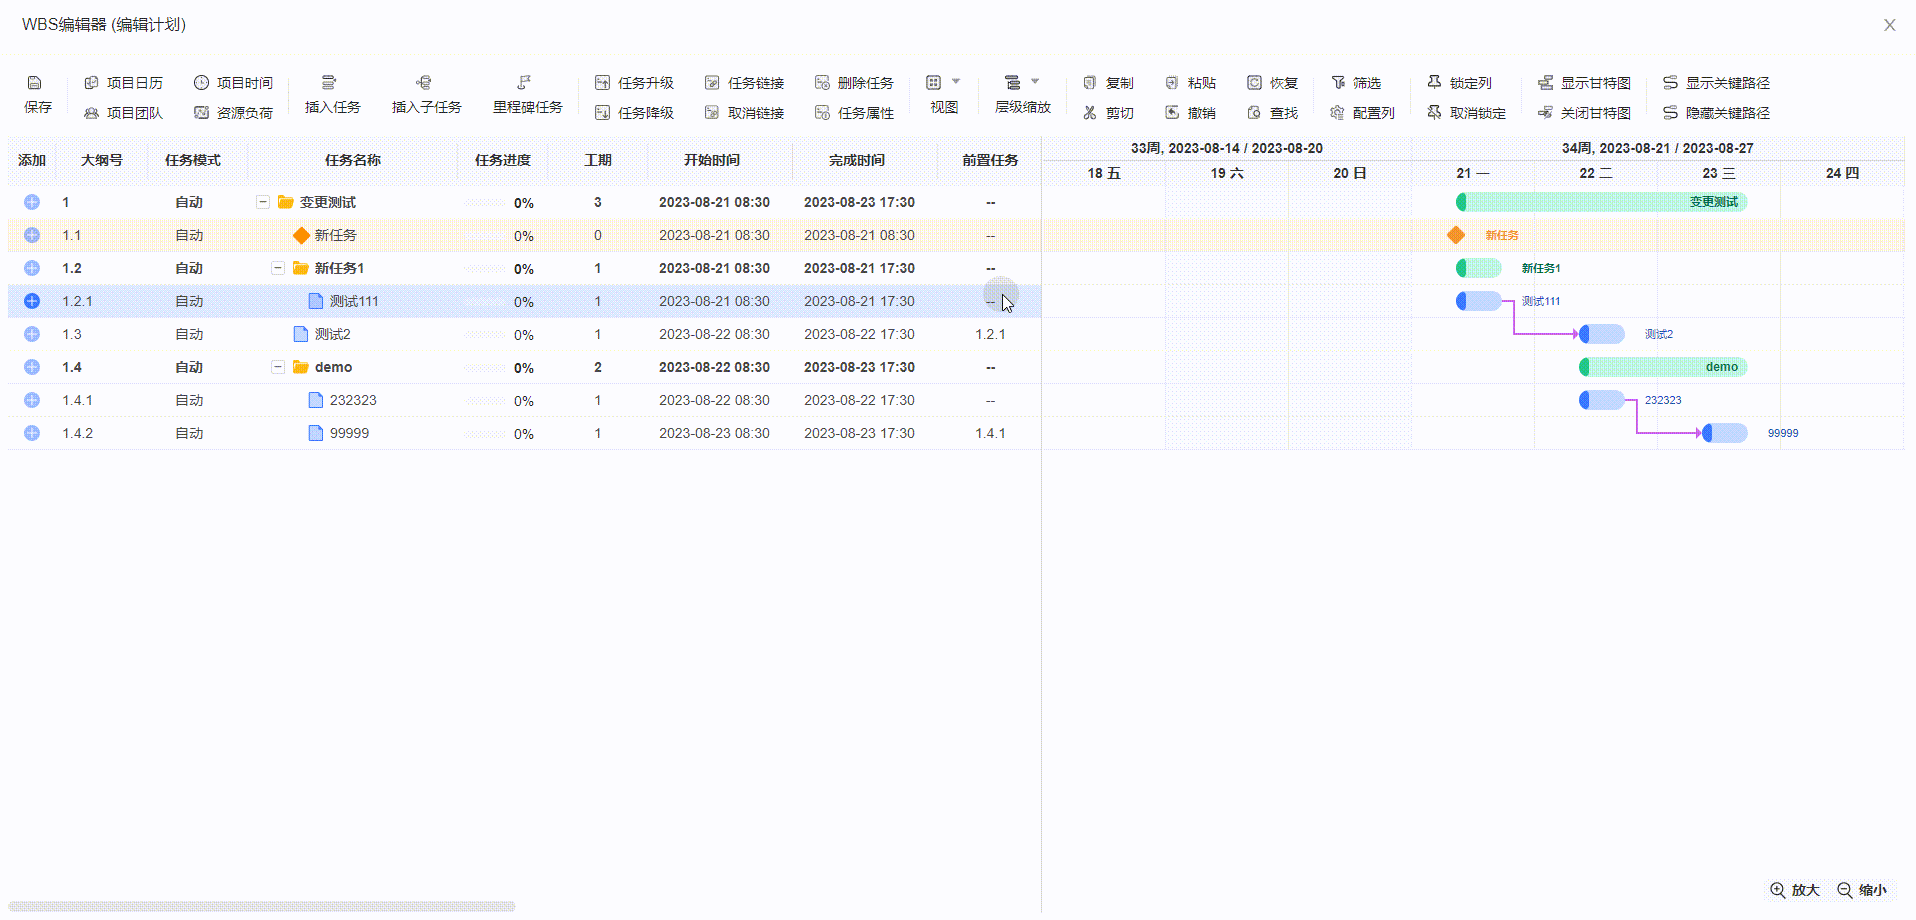 WBS编辑器 (编辑计划)
X
保存 项目日历 项目时间 插入任务 插入子任务 里程碑任务 任务升级 任务链接 删除任务 视图 层级缩放 复制 粘贴 恢复 筛选 锁定列 显示甘特图 显示关键路径
项目团队 资源负荷 任务降级 取消链接 任务属性 剪切 撤销 查找 配置列 取消锁定 关闭甘特图 隐藏关键路径
添加 大纲号 任务模式 任务名称 任务进度 工期 开始时间 完成时间 前置任务
33周, 2023-08-14 / 2023-08-20 34周, 2023-08-21 / 2023-08-27
18 五 19 六 20 日 21 一 22 二 23 三 24 四
1 自动 变更测试 0% 3 2023-08-21 08:30 2023-08-23 17:30 -- 变更测试
1.1 自动 新任务 0% 0 2023-08-21 08:30 2023-08-21 08:30 -- 新任务
1.2 自动 新任务1 0% 1 2023-08-21 08:30 2023-08-21 17:30 -- 新任务1
1.2.1 自动 测试111 0% 1 2023-08-21 08:30 2023-08-21 17:30 -- 测试111
1.3 自动 测试2 0% 1 2023-08-22 08:30 2023-08-22 17:30 1.2.1 测试2
1.4 自动 demo 0% 2 2023-08-22 08:30 2023-08-23 17:30 -- demo
1.4.1 自动 232323 0% 1 2023-08-22 08:30 2023-08-22 17:30 -- 232323
1.4.2 自动 99999 0% 1 2023-08-23 08:30 2023-08-23 17:30 1.4.1 99999
放大 缩小